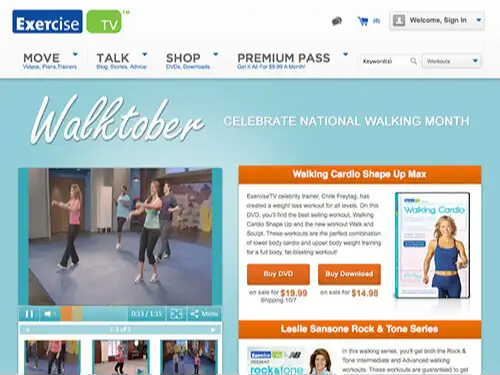 Exercise TV™
(0)
Welcome, Sign In
MOVE
Videos, Plans, Trainers
TALK
Blog, Stories, Advice
SHOP
DVDs, Downloads..
PREMIUM PASS
Get It All For $9.99 A Month!
Keyword(s)
Workouts
Walktober
CELEBRATE NATIONAL WALKING MONTH
0:13 / 1:15
Menu
1-3 of 5
Walking Cardio Shape Up Max
ExerciseTV celebrity trainer, Chris Freytag, has
created a weight loss workout for all levels. On this
DVD, you'll find the best selling workout, Walking
Cardio Shape Up and the new workout Walk and
Sculpt. These workouts are the perfect combination
of lower body cardio and upper body weight training
for a full body, fat-blasting workout!
Buy DVD
Buy Download
on sale for $19.99
Shipping 10/7
on sale for $14.98
Walking Cardio
Leslie Sansone Rock & Tone Series
Exercise TV
PRESENT
rock&tone
In this walking series, you'll get both the Rock and
Tone Intermediate and Advanced walking
workouts. These workouts are guaranteed to get